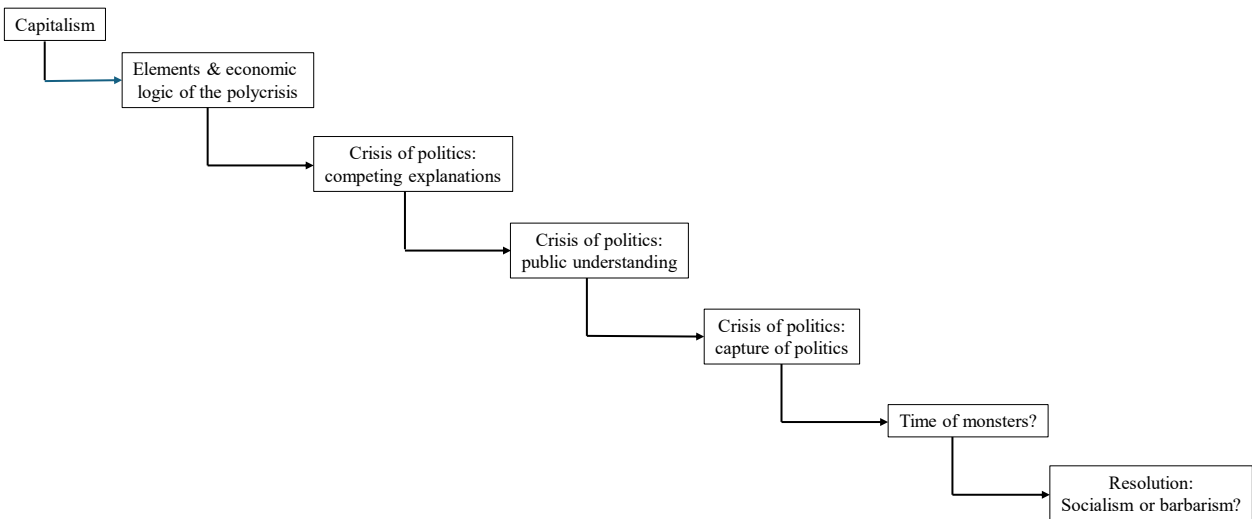 Capitalism
Elements & economic
logic of the polycrisis
Crisis of politics:
competing explanations
Crisis of politics:
public understanding
Crisis of politics:
capture of politics
Time of monsters?
Resolution:
Socialism or barbarism?